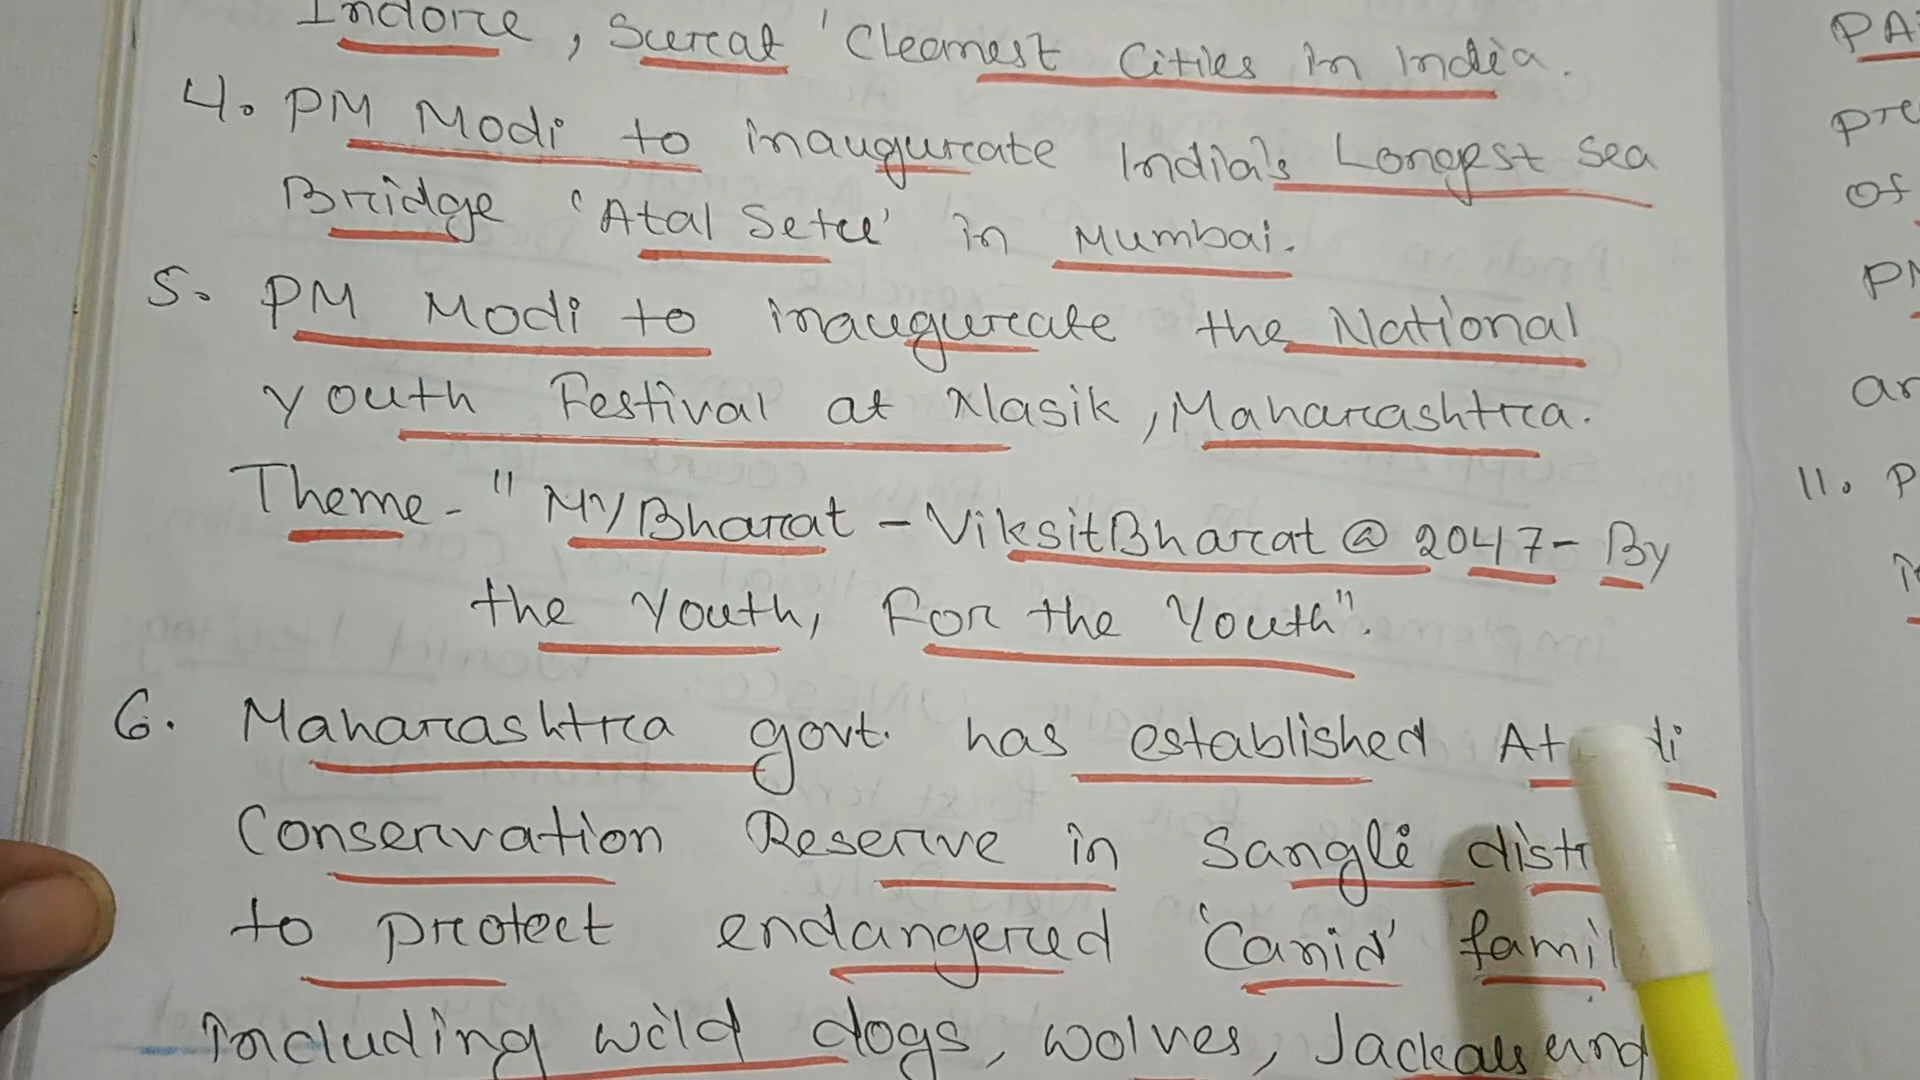 Indore, Surat 'Cleanest Cities in India.
4. PM Modi to inaugurate India's Longest Sea
Bridge 'Atal Setu' in Mumbai.
5. PM Modi to inaugurate the National
Youth Festival at Nasik, Maharashtra.
Theme - "MYBharat - ViksitBharat @ 2047 - By
the Youth, For the Youth".
6. Maharashtra govt. has established
Conservation Reserve in Sangli
to protect endangered 'Canid'
Including wild dogs, wolves, Jackals and
of
11. P